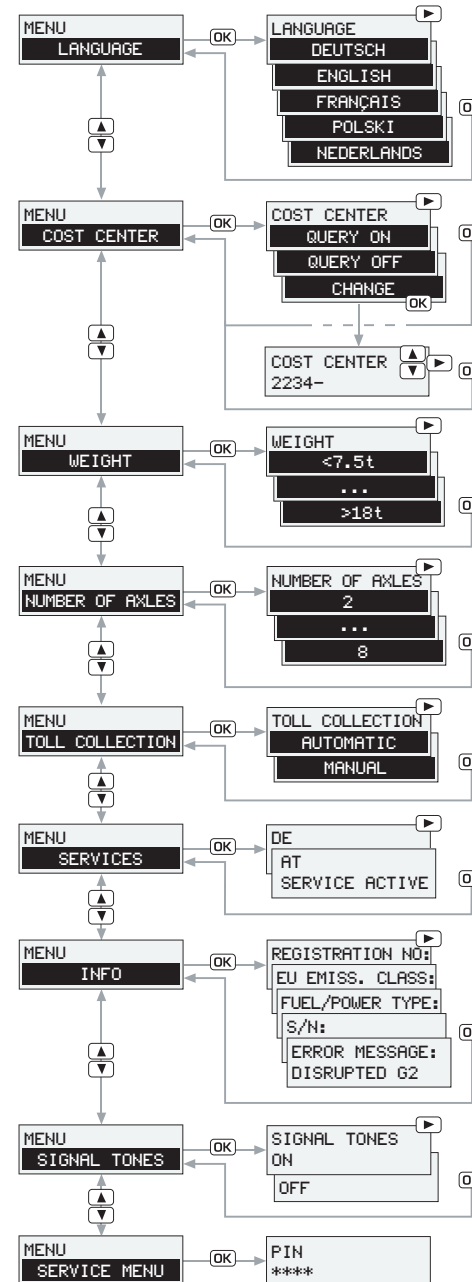 MENU
LANGUAGE
OK
LANGUAGE
DEUTSCH
ENGLISH
FRANÇAIS
POLSKI
NEDERLANDS
MENU
COST CENTER
OK
COST CENTER
QUERY ON
QUERY OFF
CHANGE
OK
COST CENTER
2234-
MENU
WEIGHT
OK
WEIGHT
<7.5t
...
>18t
MENU
NUMBER OF AXLES
OK
NUMBER OF AXLES
2
...
8
MENU
TOLL COLLECTION
OK
TOLL COLLECTION
AUTOMATIC
MANUAL
MENU
SERVICES
OK
DE
AT
SERVICE ACTIVE
MENU
INFO
OK
REGISTRATION NO:
EU EMISS. CLASS:
FUEL/POWER TYPE:
S/N:
ERROR MESSAGE:
DISRUPTED G2
MENU
SIGNAL TONES
OK
SIGNAL TONES
ON
OFF
MENU
SERVICE MENU
OK
PIN
****